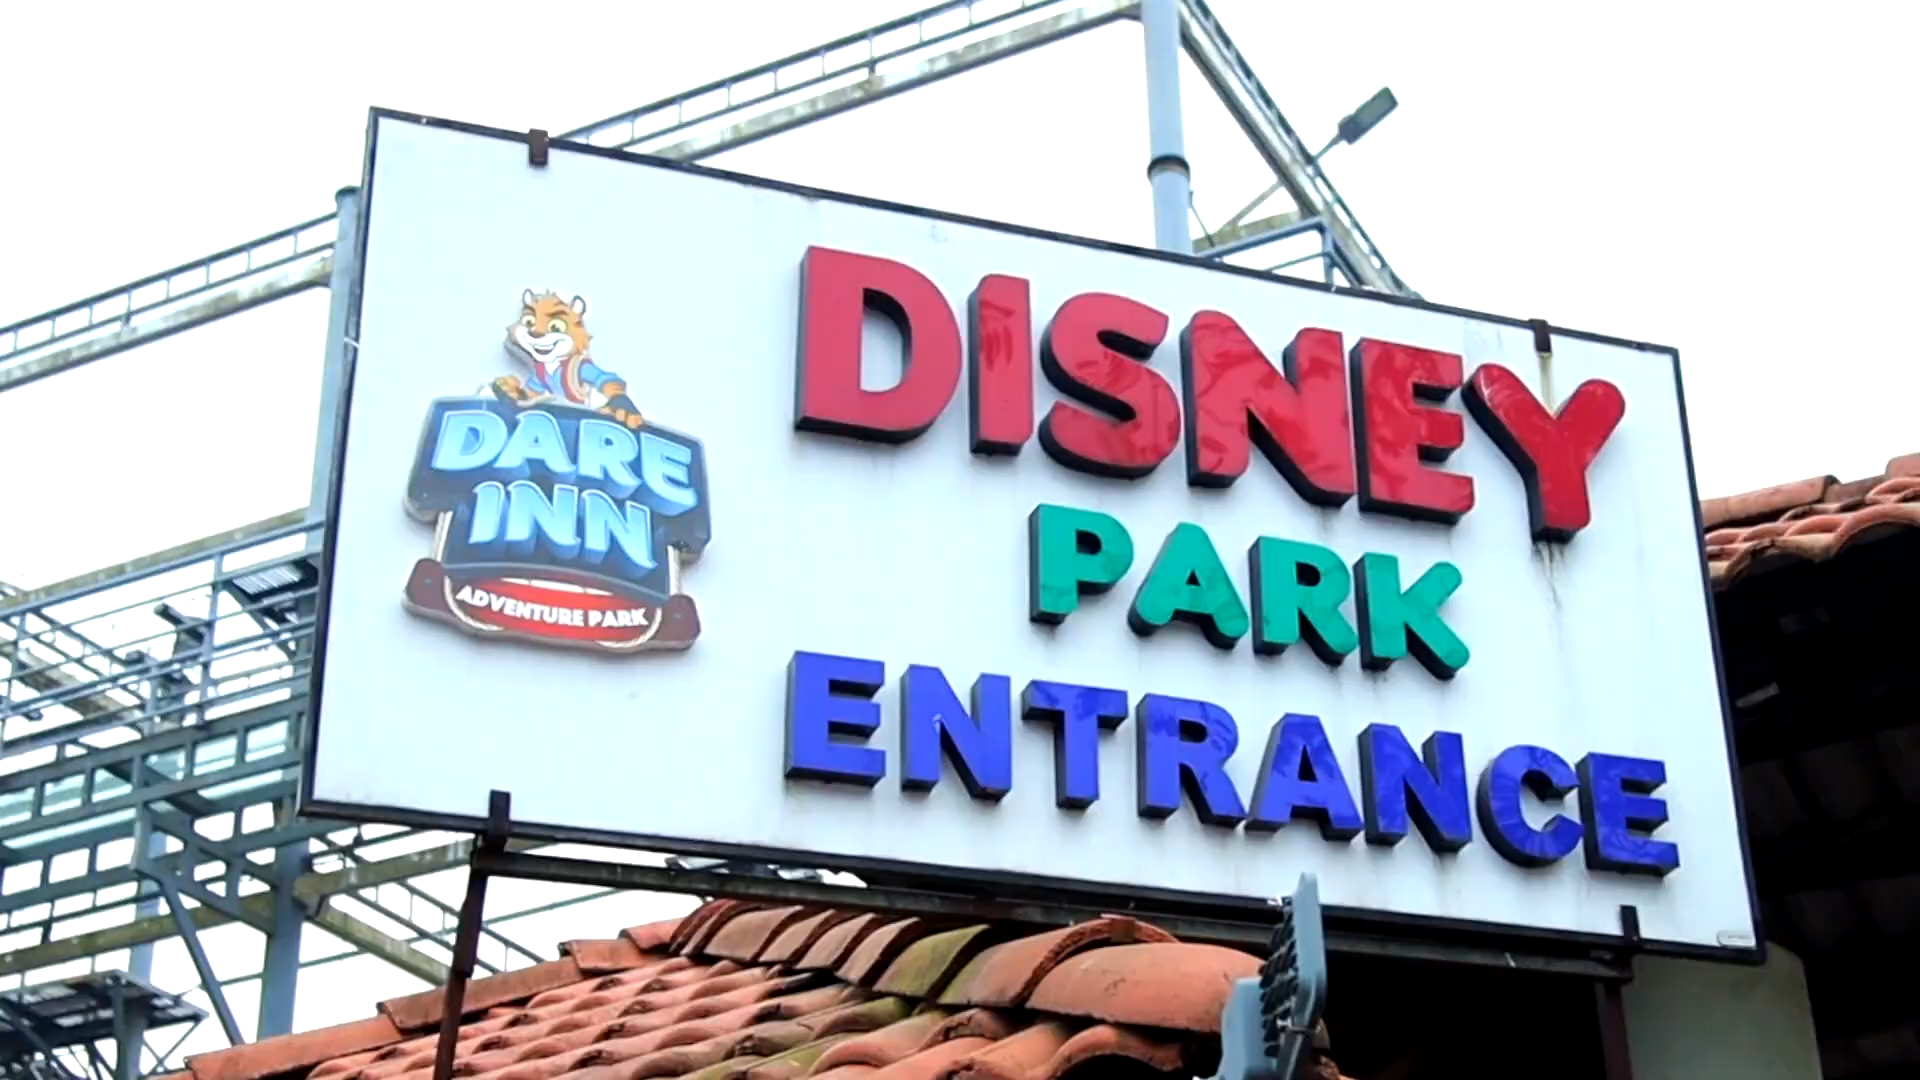 DARE
INN
ADVENTURE PARK
DISNEY
PARK
ENTRANCE